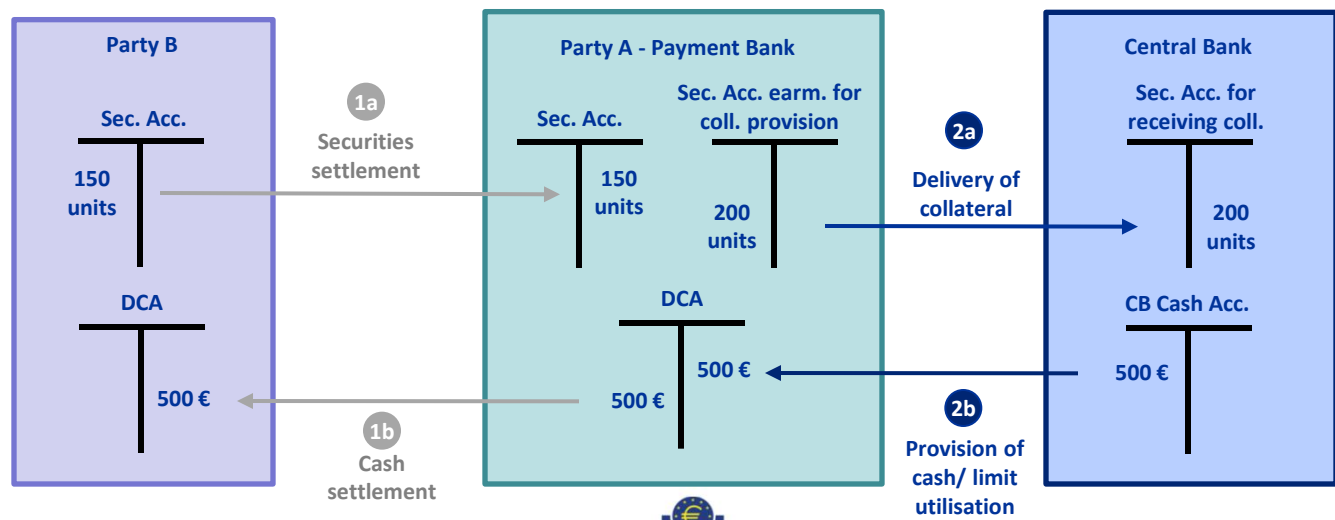 Party B
Sec. Acc.
150
units
DCA
500 €
1a
Securities
settlement
1b
Cash
settlement
Party A - Payment Bank
Sec. Acc.
150
units
Sec. Acc. earm. for
coll. provision
200
units
DCA
500 €
500 €
2a
Delivery of
collateral
2b
Provision of
cash/ limit
utilisation
Central Bank
Sec. Acc. for
receiving coll.
200
units
CB Cash Acc.
500 €
€